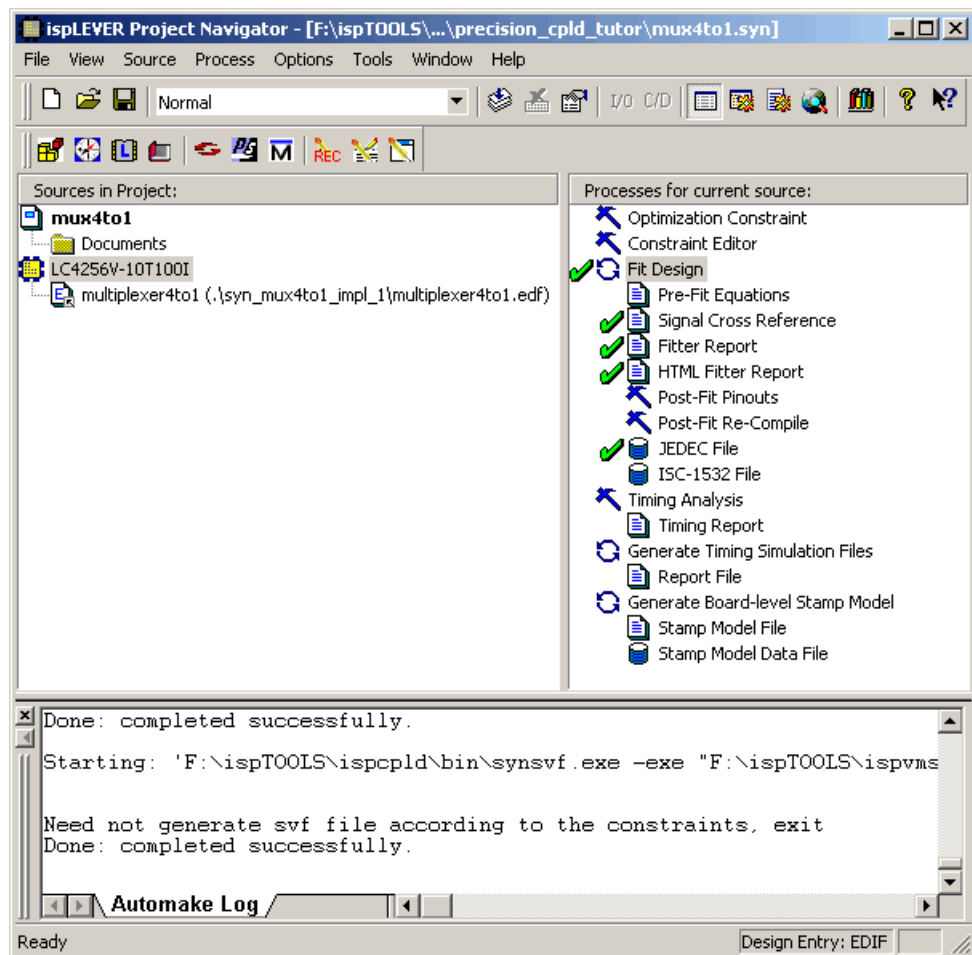 ispLEVER Project Navigator - [F:\ispTOOLS\...\precision_cpld_tutor\mux4to1.syn]
File View Source Process Options Tools Window Help
Normal
I/O C/D
L PG M REC
Sources in Project:
mux4to1
Documents
LC4256V-10T100I
multiplexer4to1 (.\syn_mux4to1_impl_1\multiplexer4to1.edf)
Processes for current source:
Optimization Constraint
Constraint Editor
Fit Design
Pre-Fit Equations
Signal Cross Reference
Fitter Report
HTML Fitter Report
Post-Fit Pinouts
Post-Fit Re-Compile
JEDEC File
ISC-1532 File
Timing Analysis
Timing Report
Generate Timing Simulation Files
Report File
Generate Board-level Stamp Model
Stamp Model File
Stamp Model Data File
Done: completed successfully.
Starting: 'F:\ispTOOLS\ispcpld\bin\synsvf.exe -exe "F:\ispTOOLS\ispvms
Need not generate svf file according to the constraints, exit
Done: completed successfully.
Automake Log
Ready
Design Entry: EDIF